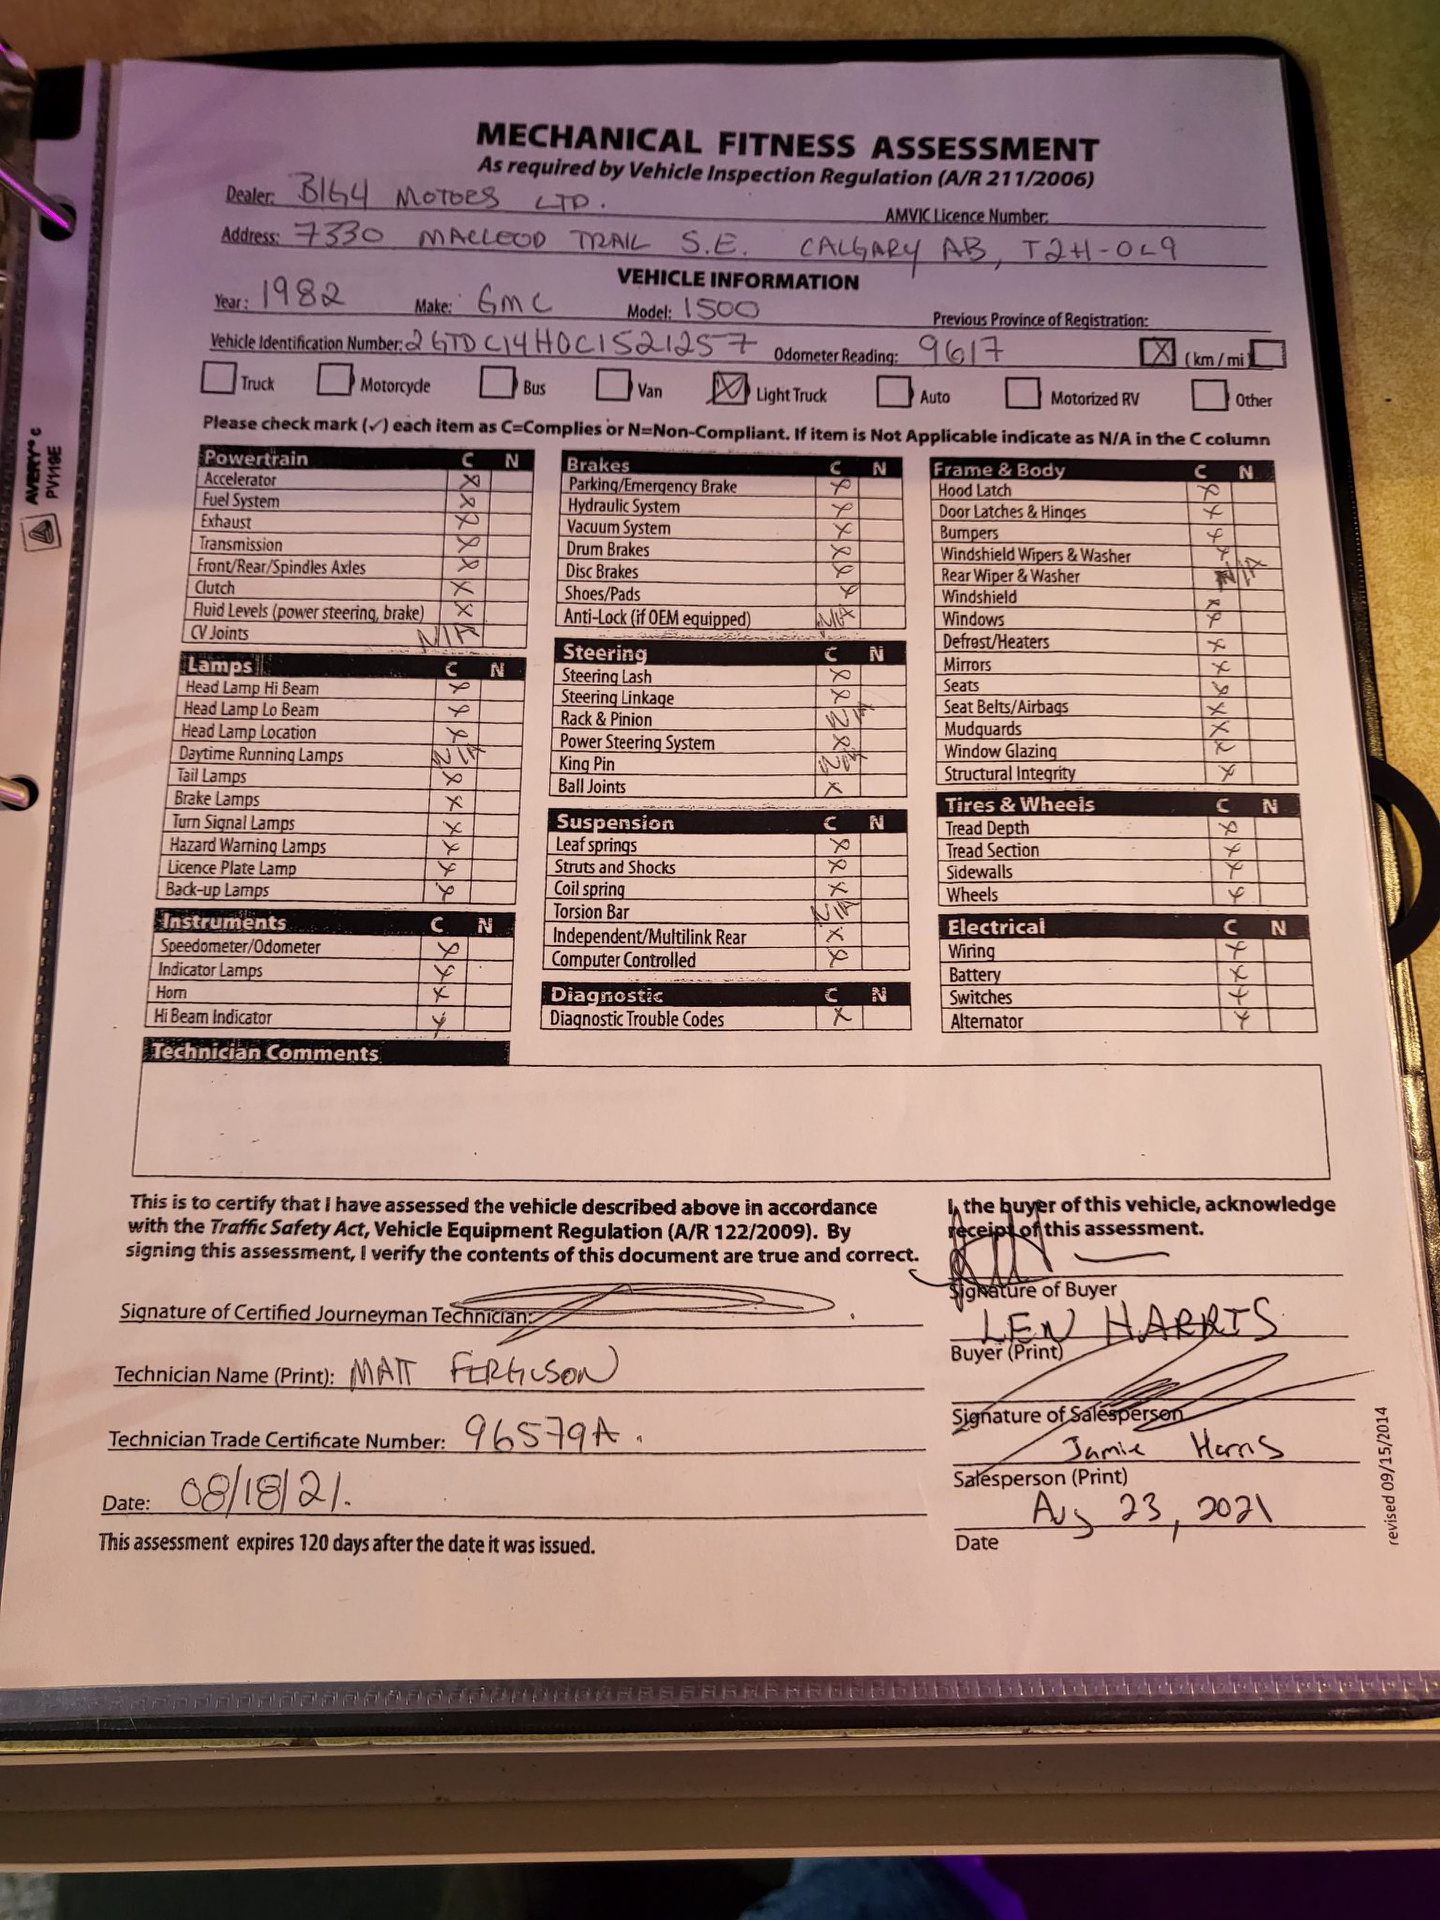 MECHANICAL FITNESS ASSESSMENT
As required by Vehicle Inspection Regulation (A/R 211/2006)
Dealer: BIG4 MOTORS LTD.
AMVIC Licence Number:
Address: 7330 MACLEOD TRAIL S.E. CALGARY AB, T2H-0L9
VEHICLE INFORMATION
Year: 1982 Make: GMC Model: 1500 Previous Province of Registration:
Vehicle Identification Number: 2GTDC14H0C1521257 Odometer Reading: 9617 X (km / mi)
Truck Motorcycle Bus Van X Light Truck Auto Motorized RV Other
Please check mark (✓) each item as C=Complies or N=Non-Compliant. If item is Not Applicable indicate as N/A in the C column
Powertrain C N
Accelerator X
Fuel System X
Exhaust X
Transmission X
Front/Rear/Spindles Axles X
Clutch X
Fluid Levels (power steering, brake) X
CV Joints N/A
Lamps C N
Head Lamp Hi Beam X
Head Lamp Lo Beam X
Head Lamp Location X
Daytime Running Lamps N/A
Tail Lamps X
Brake Lamps X
Turn Signal Lamps X
Hazard Warning Lamps X
Licence Plate Lamp X
Back-up Lamps X
Instruments C N
Speedometer/Odometer X
Indicator Lamps X
Horn X
Hi Beam Indicator X
Brakes C N
Parking/Emergency Brake X
Hydraulic System X
Vacuum System X
Drum Brakes X
Disc Brakes X
Shoes/Pads X
Anti-Lock (if OEM equipped) N/A
Steering C N
Steering Lash X
Steering Linkage X
Rack & Pinion N/A
Power Steering System X
King Pin N/A
Ball Joints X
Suspension C N
Leaf springs X
Struts and Shocks X
Coil spring X
Torsion Bar N/A
Independent/Multilink Rear X
Computer Controlled X
Diagnostic C N
Diagnostic Trouble Codes X
Frame & Body C N
Hood Latch X
Door Latches & Hinges X
Bumpers X
Windshield Wipers & Washer X
Rear Wiper & Washer N/A
Windshield X
Windows X
Defrost/Heaters X
Mirrors X
Seats X
Seat Belts/Airbags X
Mudguards X
Window Glazing X
Structural Integrity X
Tires & Wheels C N
Tread Depth X
Tread Section X
Sidewalls X
Wheels X
Electrical C N
Wiring X
Battery X
Switches X
Alternator X
Technician Comments
This is to certify that I have assessed the vehicle described above in accordance
with the Traffic Safety Act, Vehicle Equipment Regulation (A/R 122/2009). By
signing this assessment, I verify the contents of this document are true and correct.
Signature of Certified Journeyman Technician:
Technician Name (Print): MATT FERGUSON
Technician Trade Certificate Number: 96579A.
Date: 08/18/21.
This assessment expires 120 days after the date it was issued.
I, the buyer of this vehicle, acknowledge
receipt of this assessment.
Signature of Buyer
LEN HARRIS
Buyer (Print)
Signature of Salesperson
Jamie Harris
Salesperson (Print)
Aug 23, 2021
Date
revised 09/15/2014
AVERY
PV119E